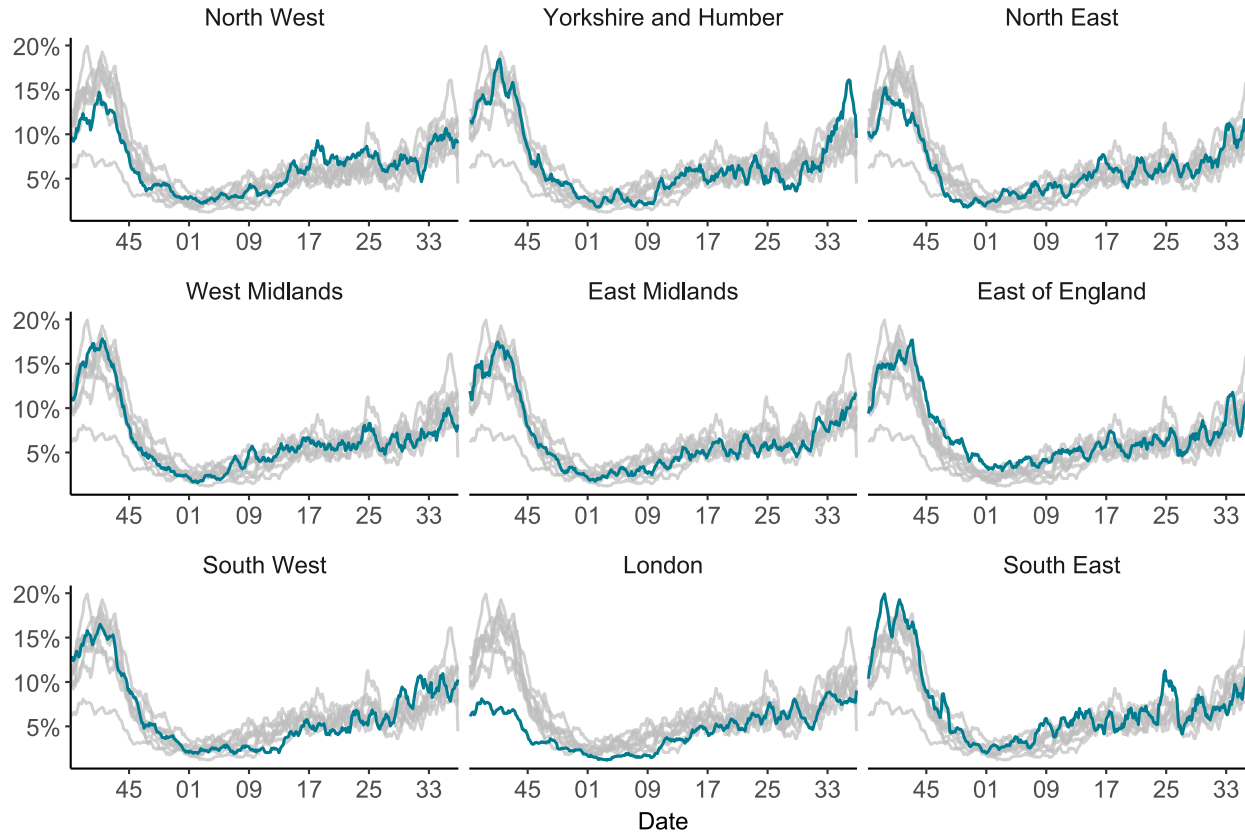 North West Yorkshire and Humber North East
20%
15%
10%
5%
45 01 09 17 25 33 45 01 09 17 25 33 45 01 09 17 25 33
West Midlands East Midlands East of England
20%
15%
10%
5%
45 01 09 17 25 33 45 01 09 17 25 33 45 01 09 17 25 33
South West London South East
20%
15%
10%
5%
45 01 09 17 25 33 45 01 09 17 25 33 45 01 09 17 25 33
Date